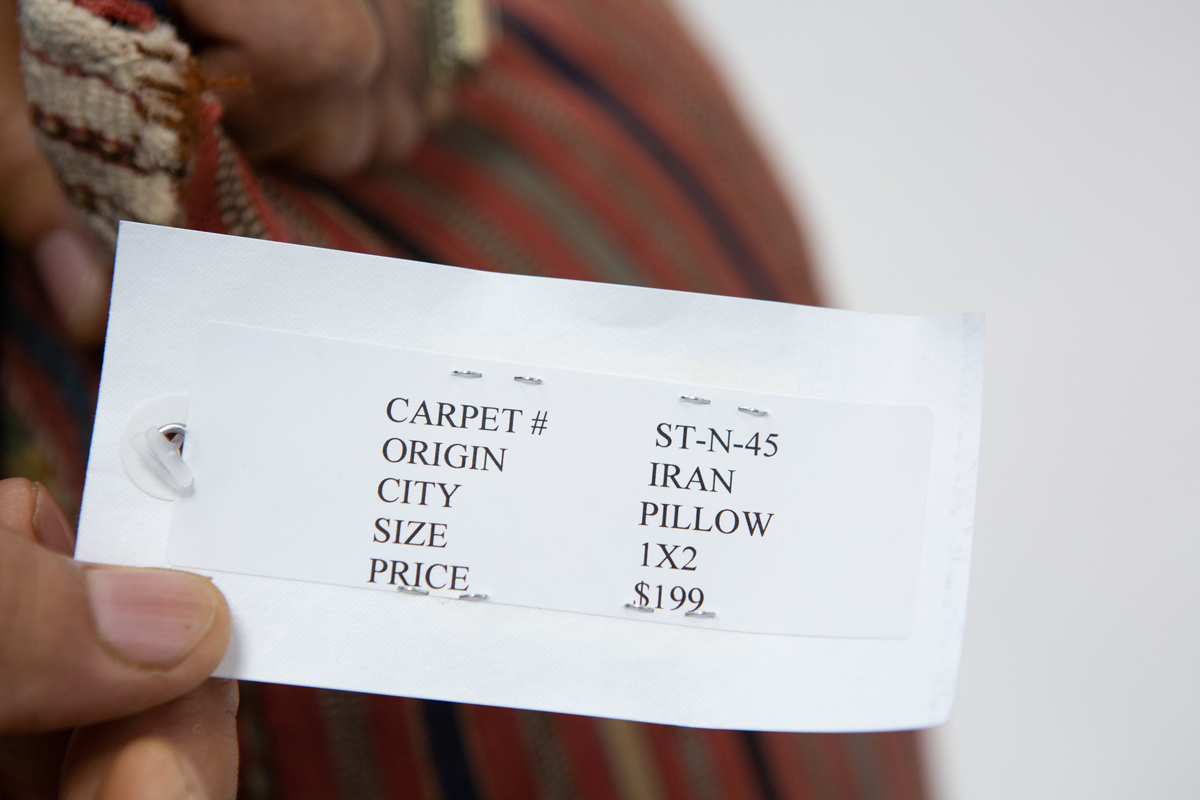 CARPET # ST-N-45
ORIGIN IRAN
CITY PILLOW
SIZE 1X2
PRICE $199